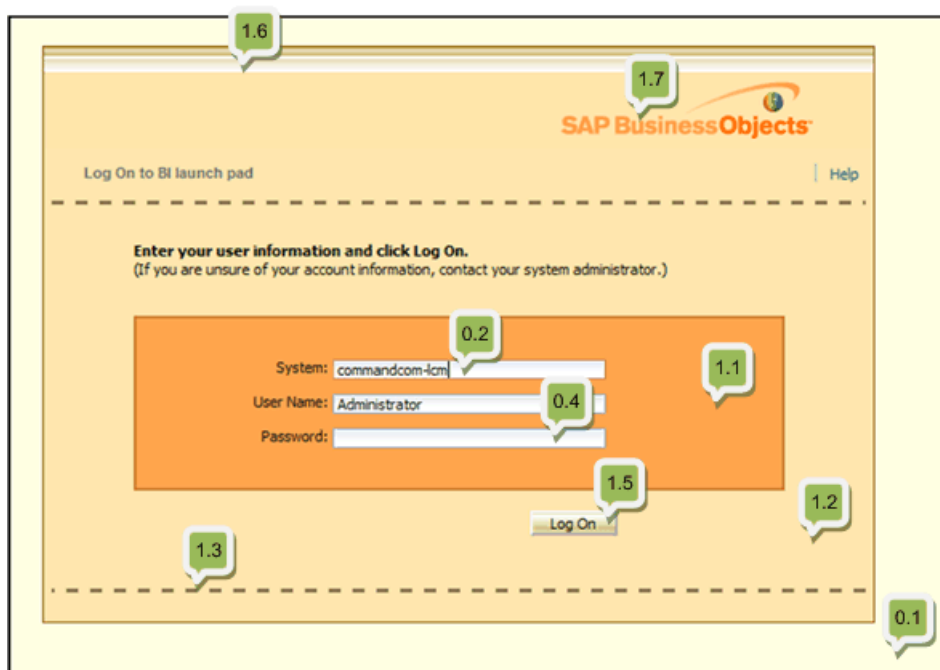 1.6
1.7
SAP BusinessObjects™
Log On to BI launch pad
Help
Enter your user information and click Log On.
(If you are unsure of your account information, contact your system administrator.)
0.2
System: commandcom-lcm
1.1
User Name: Administrator
0.4
Password:
1.5
1.2
Log On
1.3
0.1